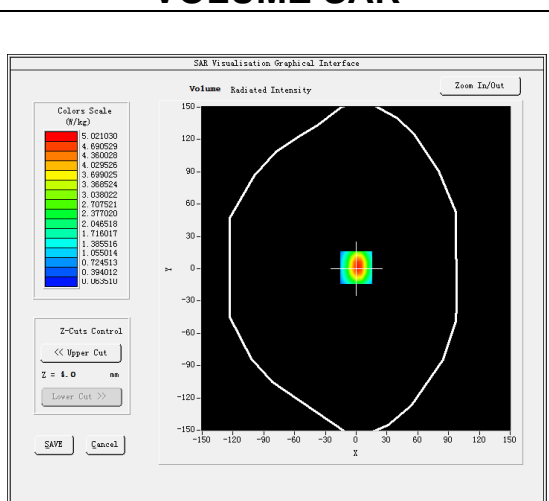 VOLUME SAR
SAR Visualisation Graphical Interface
Volume Radiated Intensity
Zoom In/Out
Colors Scale
(W/kg)
5.021030
4.690529
4.360028
4.029526
3.699025
3.368524
3.038022
2.707521
2.377020
2.046518
1.716017
1.385516
1.055014
0.724513
0.394012
0.063510
Z-Cuts Control
<< Upper Cut
Z = 4.0 mm
Lower Cut >>
SAVE Cancel
150
120
90
60
30
0
-30
-60
-90
-120
-150
Y
-150 -120 -90 -60 -30 0 30 60 90 120 150
X